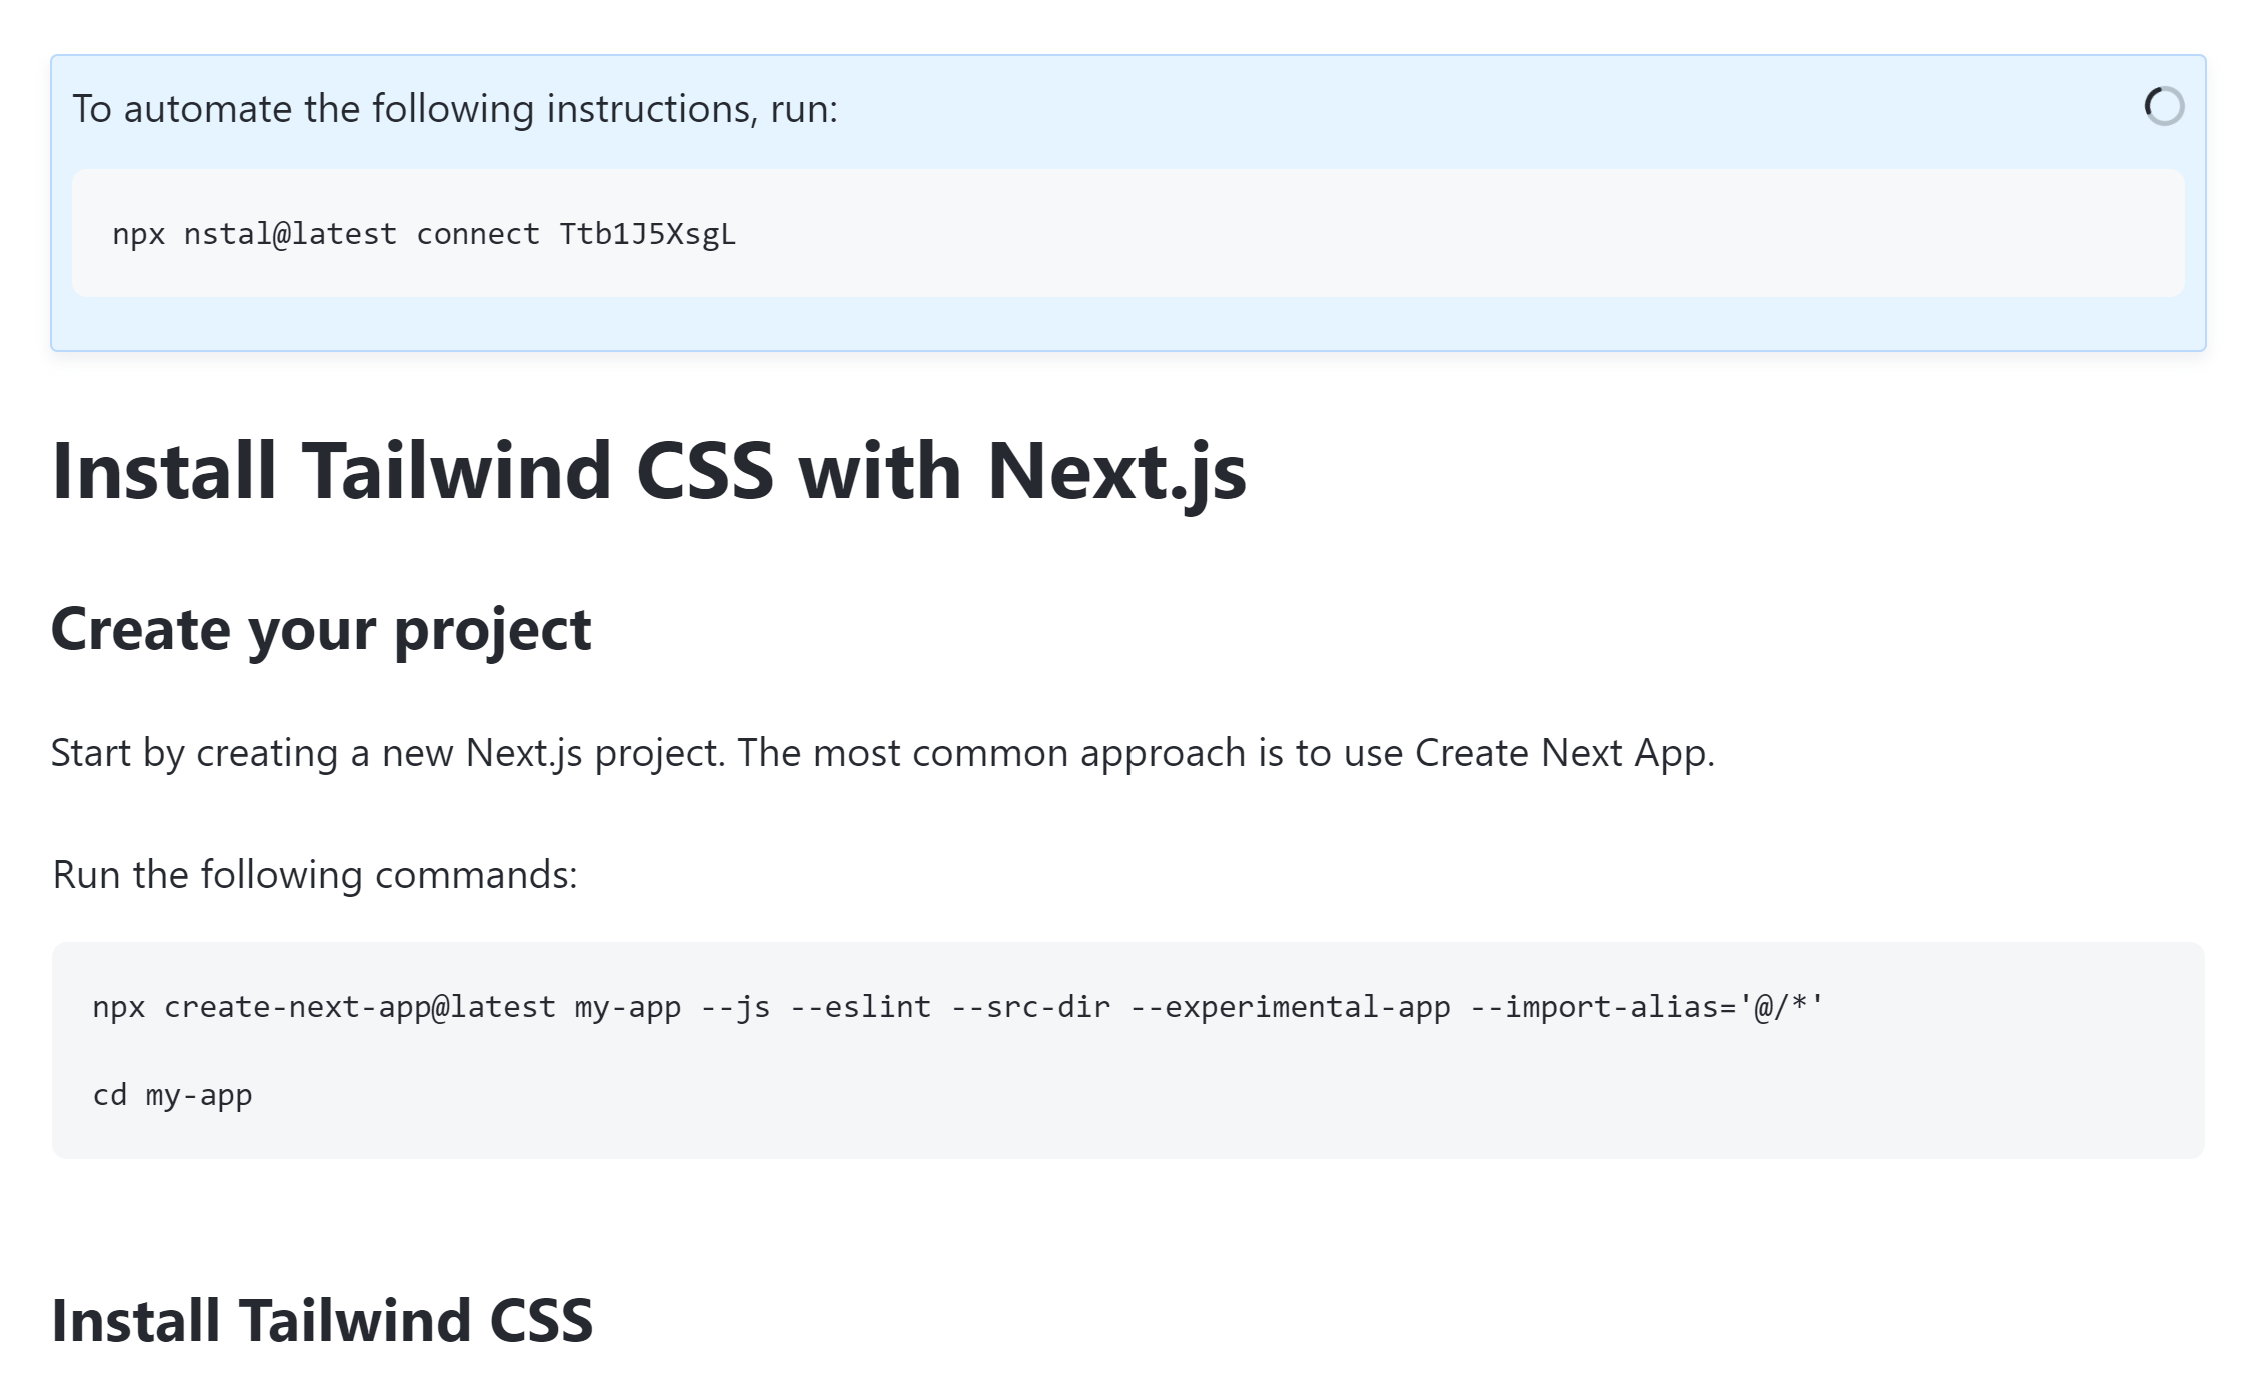 To automate the following instructions, run:
npx nstal@latest connect Ttb1J5XsgL
Install Tailwind CSS with Next.js
Create your project
Start by creating a new Next.js project. The most common approach is to use Create Next App.
Run the following commands:
npx create-next-app@latest my-app --js --eslint --src-dir --experimental-app --import-alias='@/*'
cd my-app
Install Tailwind CSS